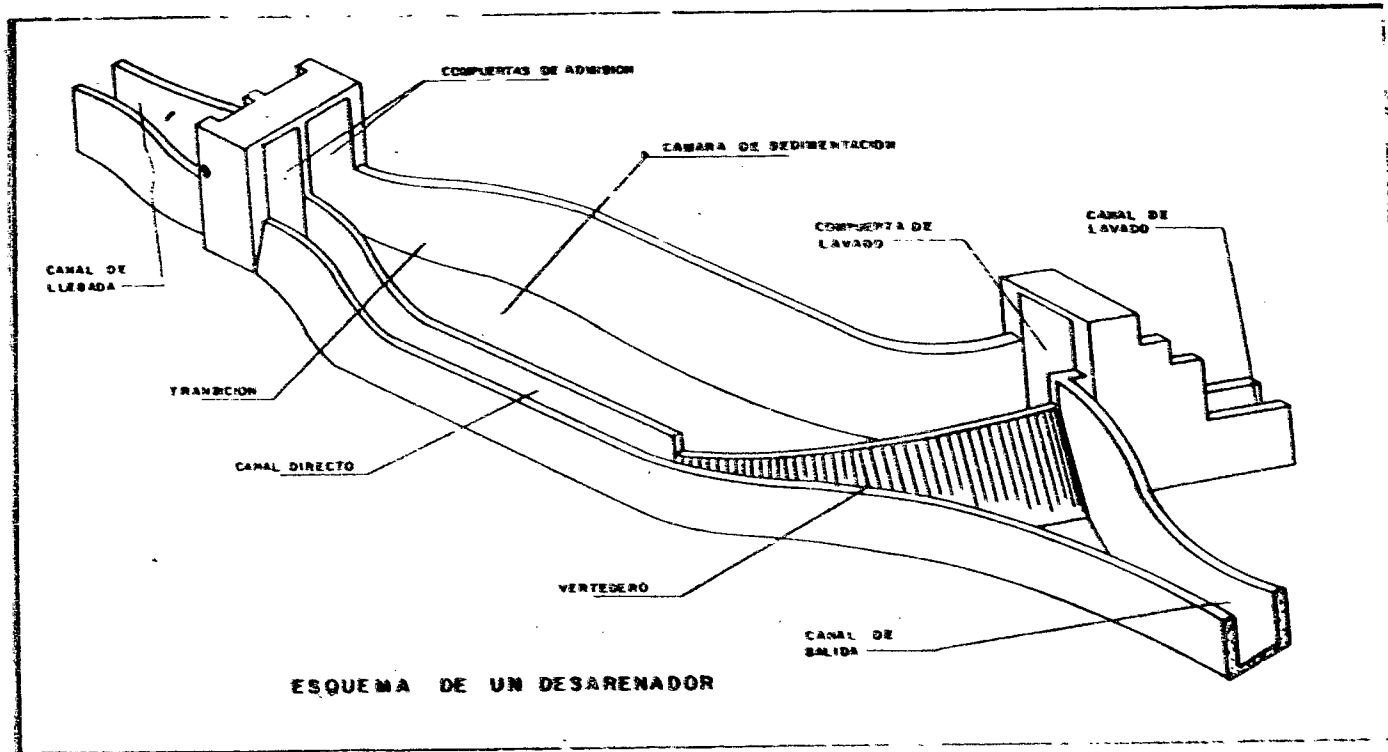 COMPUERTAS DE ADMISION
CAMARA DE SEDIMENTACION
COMPUERTA DE
LAVADO
CANAL DE
LAVADO
CANAL DE
LLEGADA
TRANSICION
CANAL DIRECTO
VERTEDERO
CANAL DE
SALIDA
ESQUEMA DE UN DESARENADOR